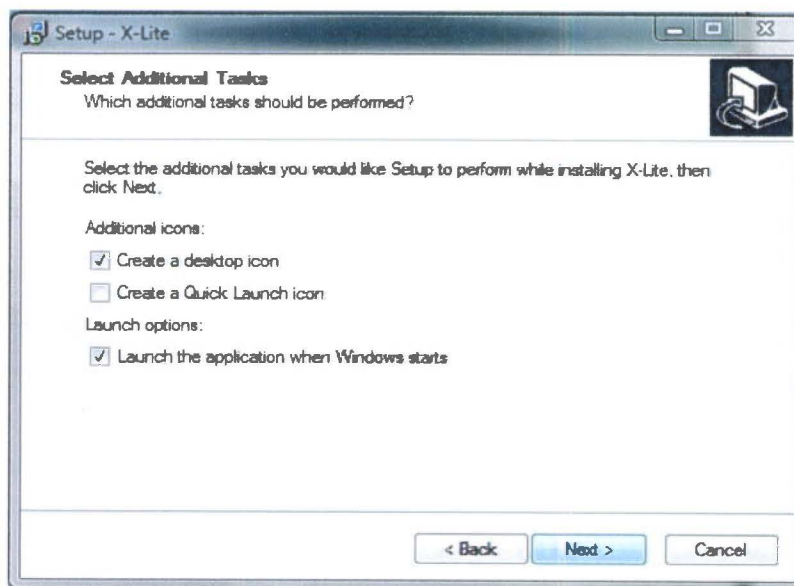 Setup - X-Lite
Select Additional Tasks
Which additional tasks should be performed?
Select the additional tasks you would like Setup to perform while installing X-Lite, then
click Next.
Additional icons:
Create a desktop icon
Create a Quick Launch icon
Launch options:
Launch the application when Windows starts
< Back
Next >
Cancel